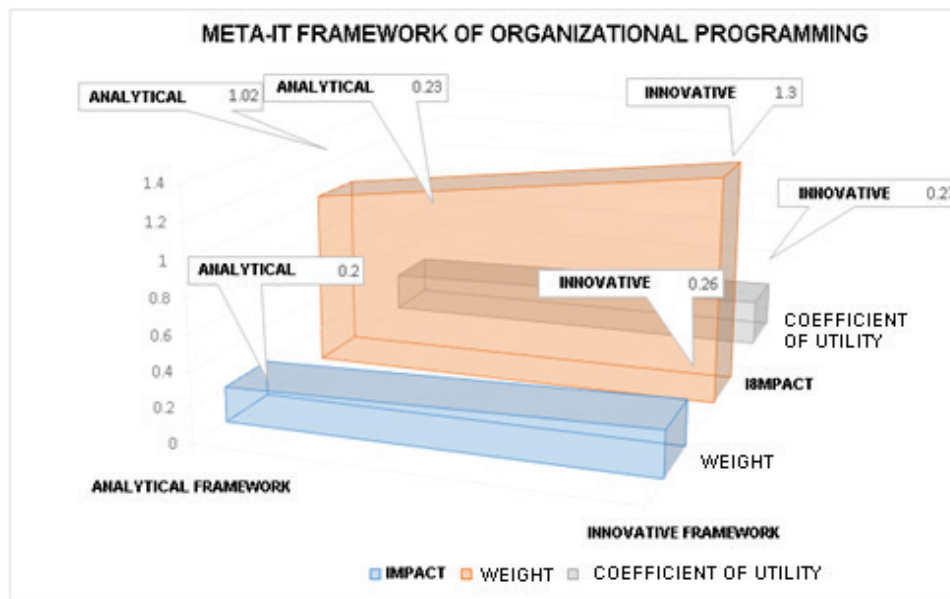 META-IT FRAMEWORK OF ORGANIZATIONAL PROGRAMMING
ANALYTICAL 1.02
ANALYTICAL 0.23
INNOVATIVE 1.3
INNOVATIVE 0.27
ANALYTICAL 0.2
INNOVATIVE 0.26
1.4
1.2
1
0.8
0.6
0.4
0.2
0
COEFFICIENT
OF UTILITY
I8MPACT
WEIGHT
ANALYTICAL FRAMEWORK
INNOVATIVE FRAMEWORK
IMPACT WEIGHT COEFFICIENT OF UTILITY